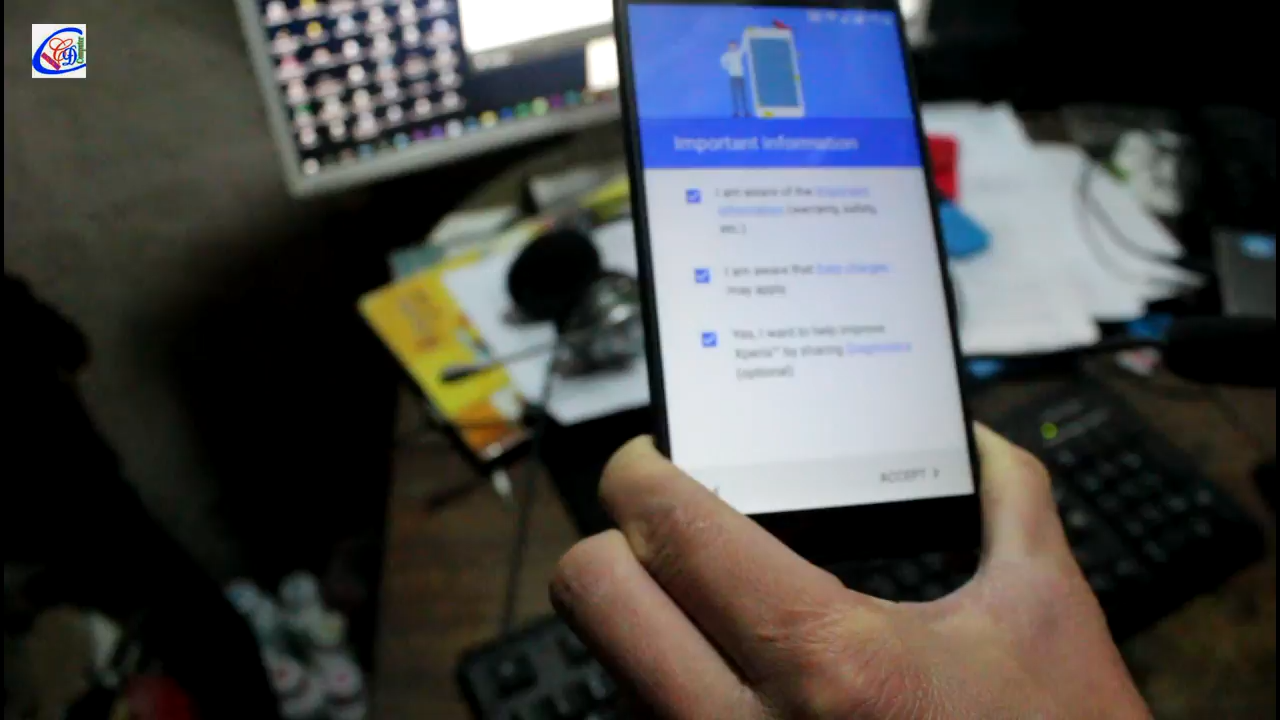 Important information
I am aware of the Important
information (warranty, safety,
etc.)
I am aware that Data charges
may apply
Yes, I want to help improve
Xperia™ by sharing Diagnostics
(optional)
ACCEPT